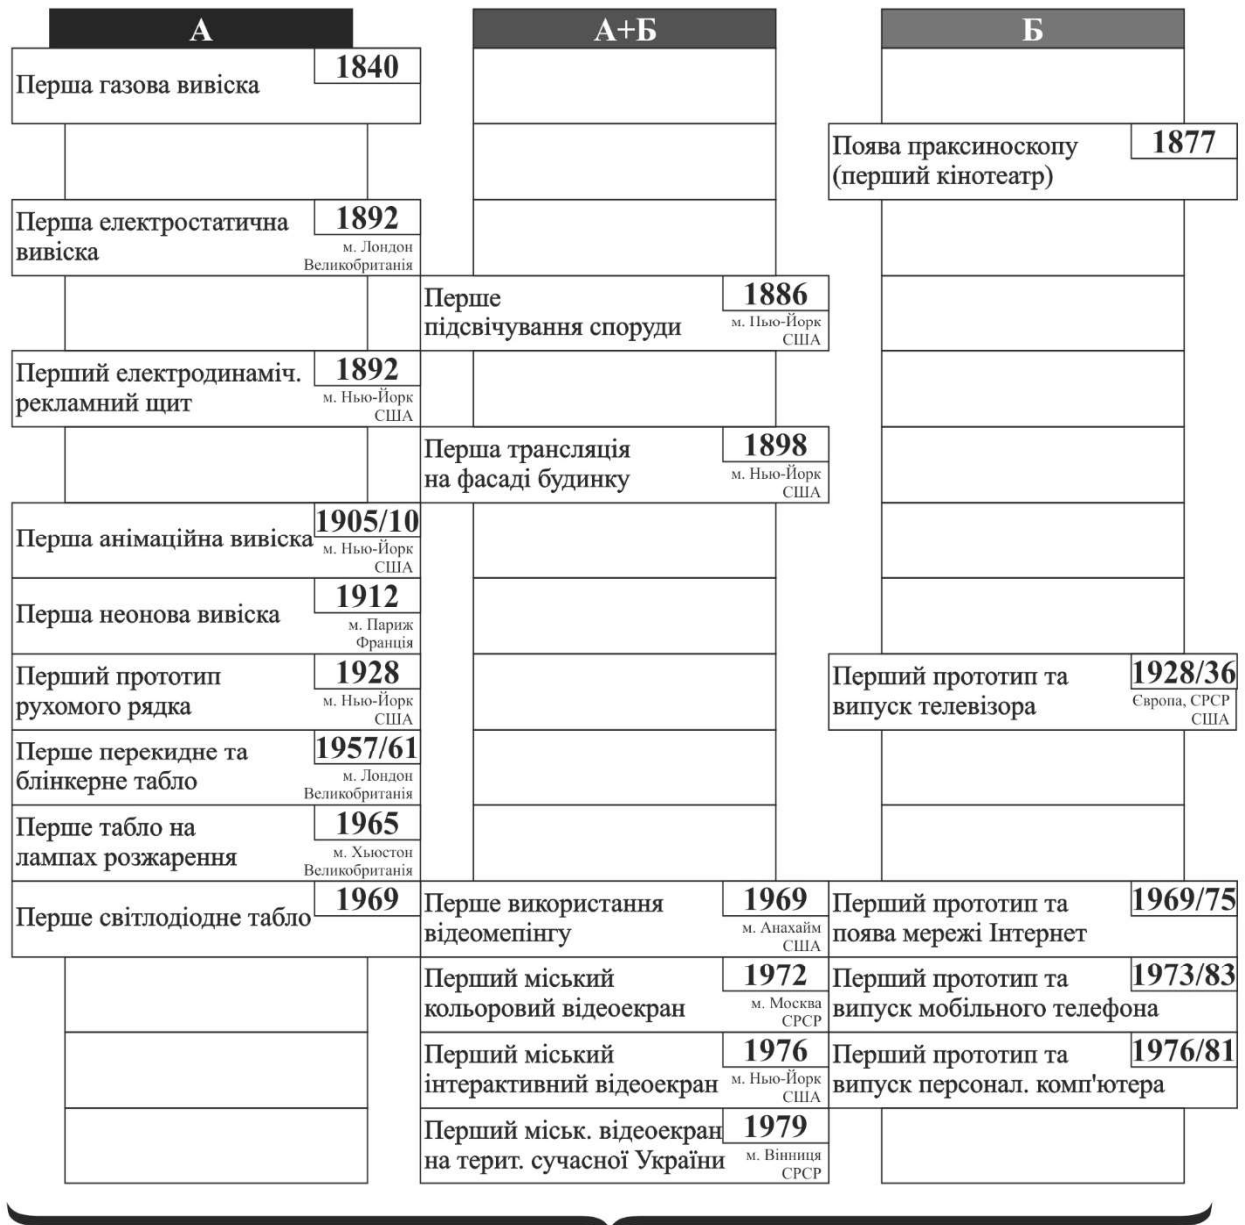 А
А+Б
Б
1840
Перша газова вивіска
1877
Поява праксиноскопу
(перший кінотеатр)
1892
Перша електростатична
вивіска
м. Лондон
Великобританія
1886
Перше
підсвічування споруди
м. Нью-Йорк
США
1892
Перший електродинаміч.
рекламний щит
м. Нью-Йорк
США
1898
Перша трансляція
на фасаді будинку
м. Нью-Йорк
США
1905/10
Перша анімаційна вивіска
м. Нью-Йорк
США
1912
Перша неонова вивіска
м. Париж
Франція
1928
Перший прототип
рухомого рядка
м. Нью-Йорк
США
1928/36
Перший прототип та
випуск телевізора
Європа, СРСР
США
1957/61
Перше перекидне та
блінкерне табло
м. Лондон
Великобританія
1965
Перше табло на
лампах розжарення
м. Хьюстон
Великобританія
1969
Перше світлодіодне табло
1969
Перше використання
відеомепінгу
м. Анахайм
США
1969/75
Перший прототип та
поява мережі Інтернет
1972
Перший міський
кольоровий відеоекран
м. Москва
СРСР
1973/83
Перший прототип та
випуск мобільного телефона
1976
Перший міський
інтерактивний відеоекран
м. Нью-Йорк
США
1976/81
Перший прототип та
випуск персонал. комп'ютера
1979
Перший міськ. відеоекран
на терит. сучасної України
м. Вінниця
СРСР